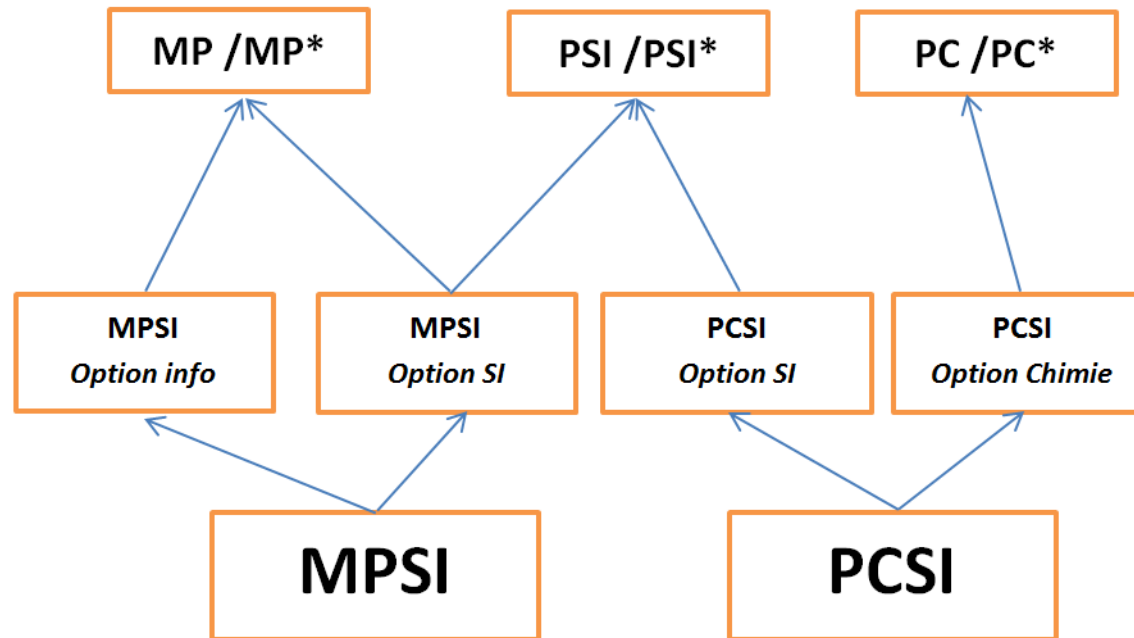 MP /MP*
PSI /PSI*
PC /PC*
MPSI
Option info
MPSI
Option SI
PCSI
Option SI
PCSI
Option Chimie
MPSI
PCSI